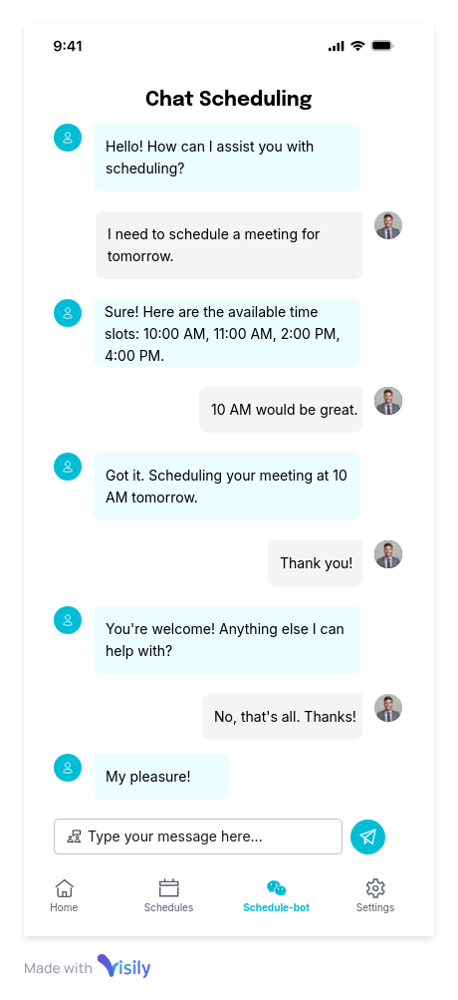 9:41
Chat Scheduling
Hello! How can I assist you with
scheduling?
I need to schedule a meeting for
tomorrow.
Sure! Here are the available time
slots: 10:00 AM, 11:00 AM, 2:00 PM,
4:00 PM.
10 AM would be great.
Got it. Scheduling your meeting at 10
AM tomorrow.
Thank you!
You're welcome! Anything else I can
help with?
No, that's all. Thanks!
My pleasure!
Type your message here...
Home Schedules Schedule-bot Settings
Made with Visily